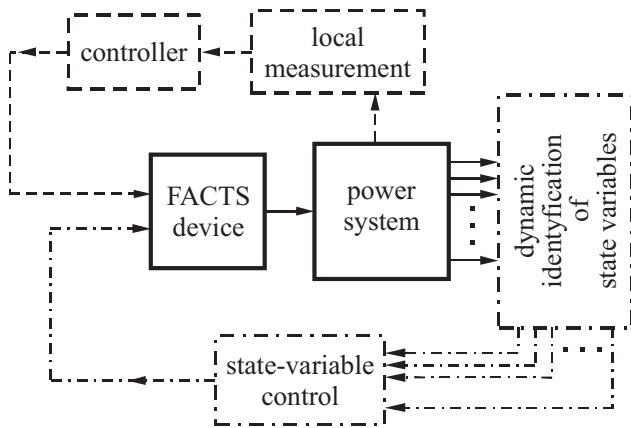 controller
local
measurement
FACTS
device
power
system
dynamic
identyfication
of
state variables
state-variable
control